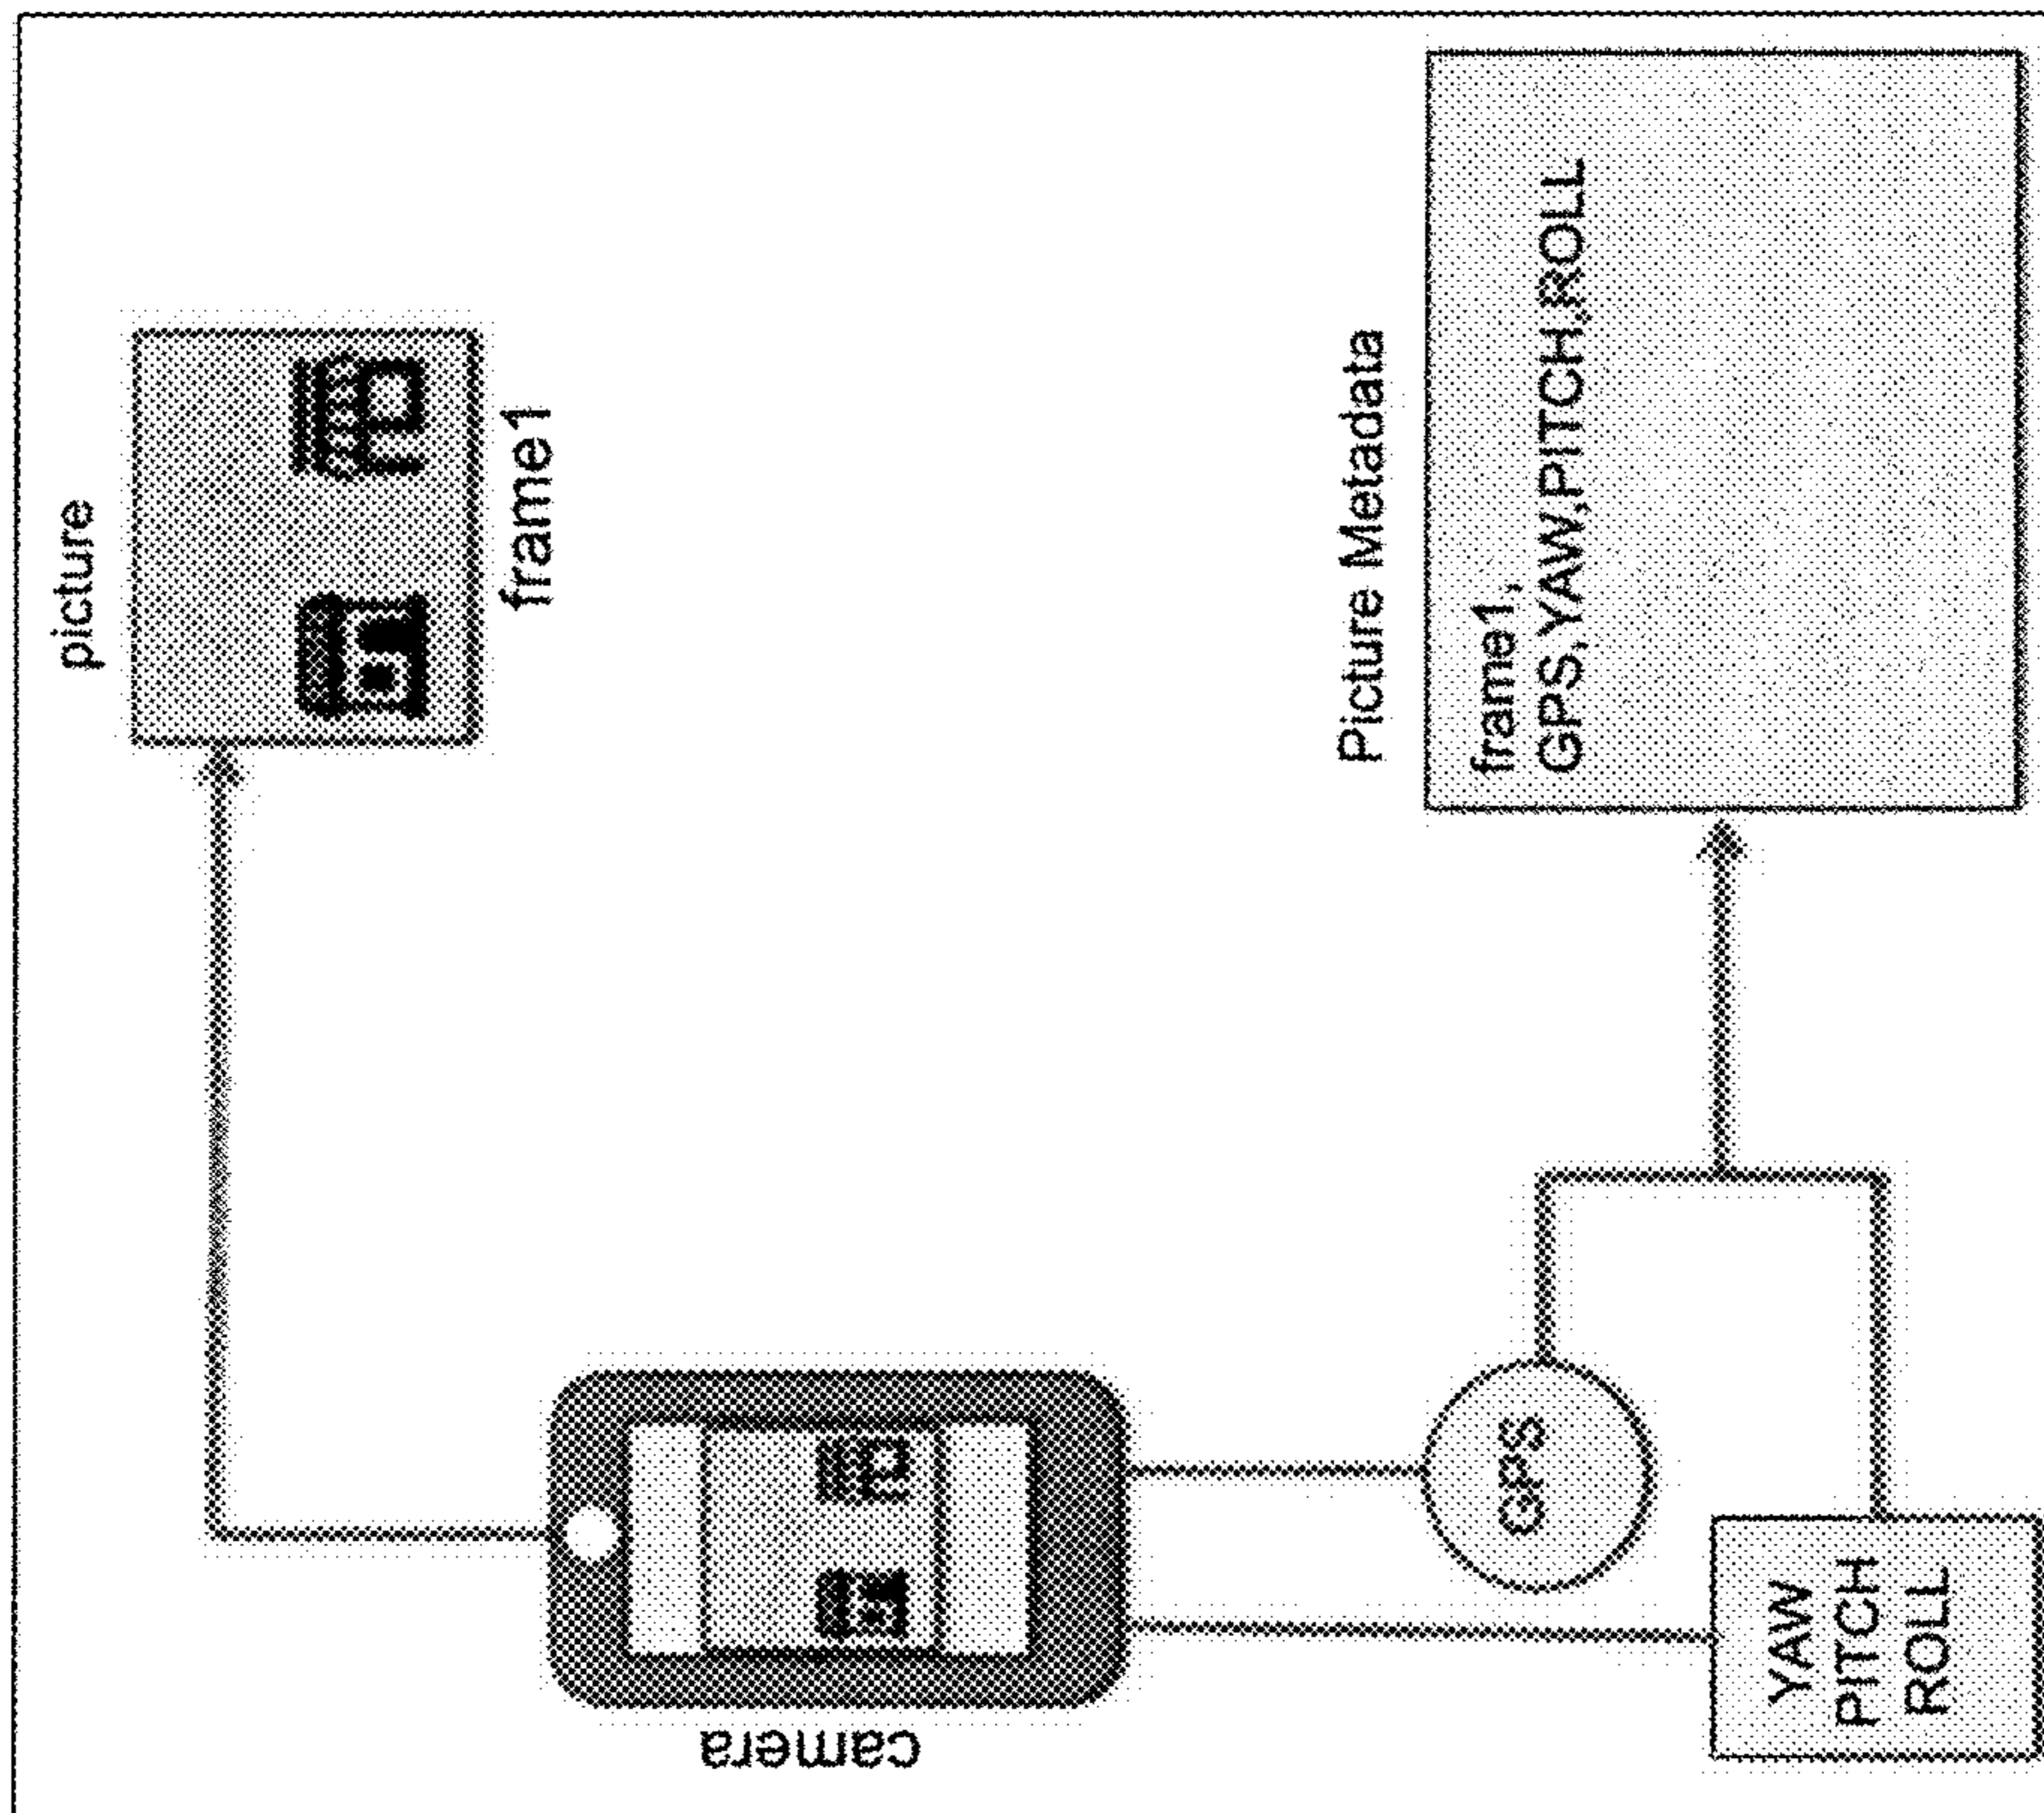 picture
frame1
camera
GPS
YAW
PITCH
ROLL
Picture Metadata
frame1,
GPS,YAW,PITCH,ROLL